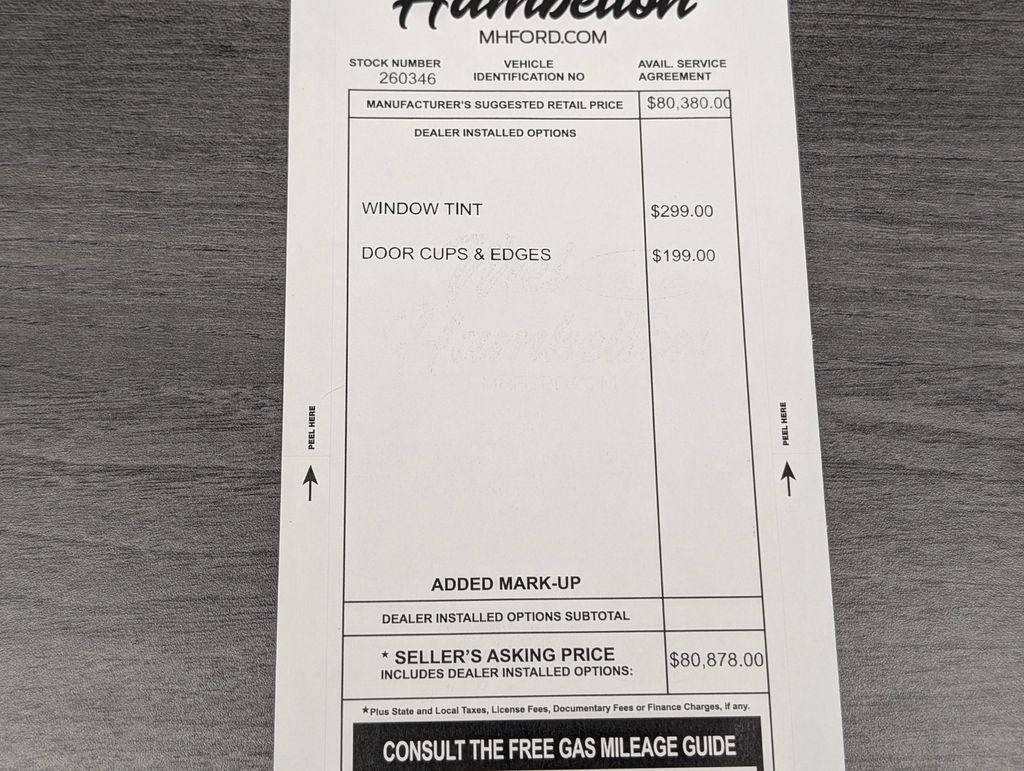 Hambelton
MHFORD.COM
STOCK NUMBER
260346
VEHICLE
IDENTIFICATION NO
AVAIL. SERVICE
AGREEMENT
MANUFACTURER'S SUGGESTED RETAIL PRICE $80,380.00
DEALER INSTALLED OPTIONS
WINDOW TINT $299.00
DOOR CUPS & EDGES $199.00
PEEL HERE
PEEL HERE
ADDED MARK-UP
DEALER INSTALLED OPTIONS SUBTOTAL
* SELLER'S ASKING PRICE
INCLUDES DEALER INSTALLED OPTIONS: $80,878.00
*Plus State and Local Taxes, License Fees, Documentary Fees or Finance Charges, if any.
CONSULT THE FREE GAS MILEAGE GUIDE